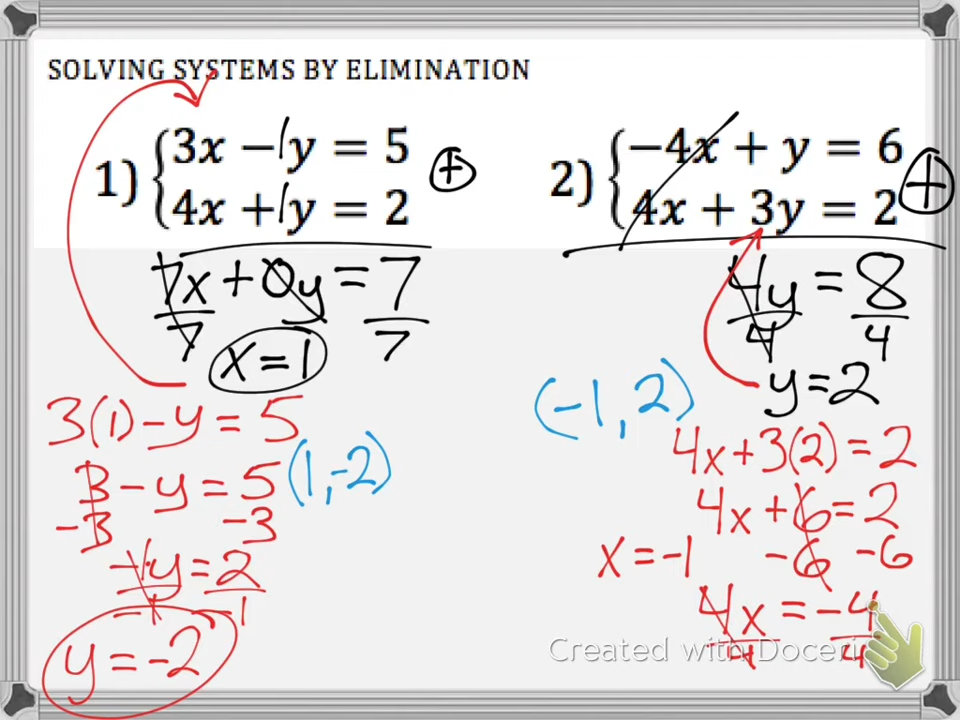 SOLVING SYSTEMS BY ELIMINATION
1) {3x − 1y = 5
4x + 1y = 2 ⊕
7x + 0y = 7
7 7
x = 1
3(1) − y = 5
3 − y = 5 (1, -2)
-3 -3
-1y = 2
-1 -1
y = -2
2) {−4x + y = 6
4x + 3y = 2 ⊕
4y = 8
4 4
y = 2
(-1, 2)
4x + 3(2) = 2
4x + 6 = 2
x = -1 -6 -6
4x = -4
4 4
Created with Doceri